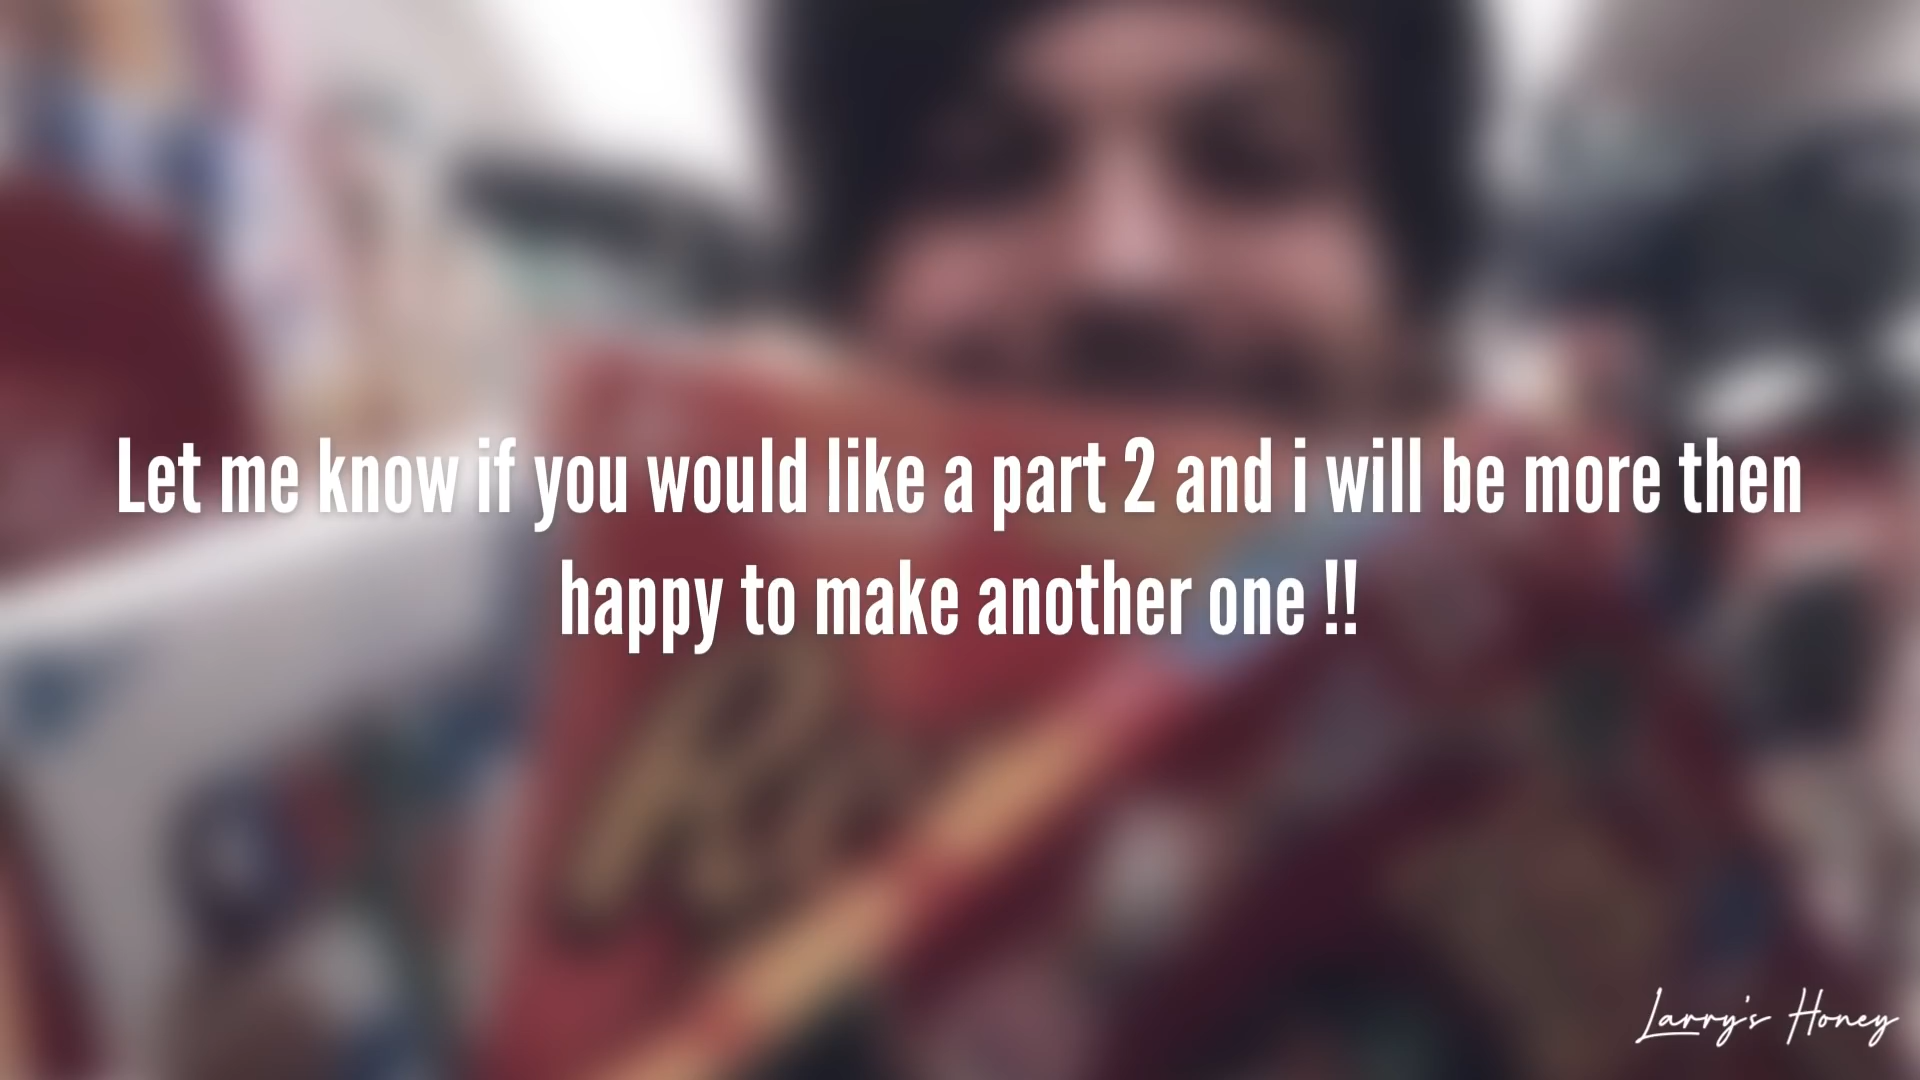 Let me know if you would like a part 2 and i will be more then
happy to make another one !!
Larry's Honey